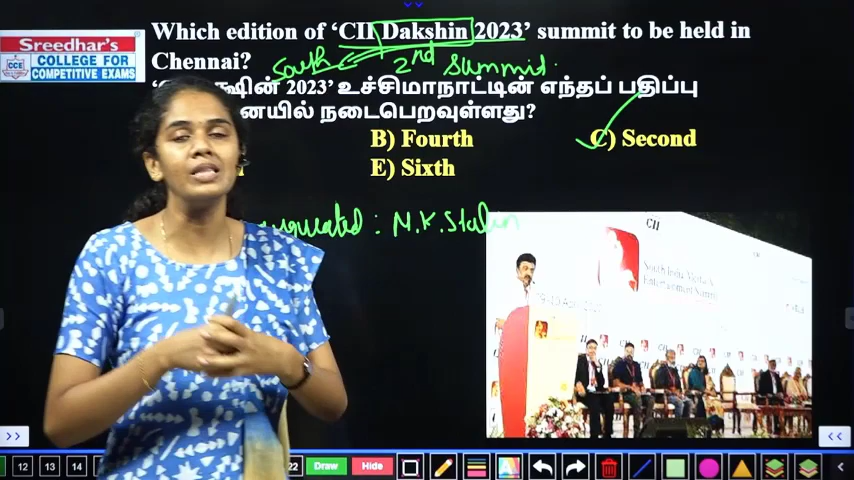 Which edition of ‘CII Dakshin 2023’ summit to be held in
Chennai?
South
2nd Summit.
2023’ உச்சிமாநாட்டின் எந்தப் பதிப்பு
நடைபெறவுள்ளது?
B) Fourth
C) Second
E) Sixth
: M.K.Stalin
Sreedhar's
CCE
COLLEGE FOR
COMPETITIVE EXAMS
CII
South India Media &
Entertainment Summit
CII
CII
>>
<<
12 13 14
22
Draw
Hide